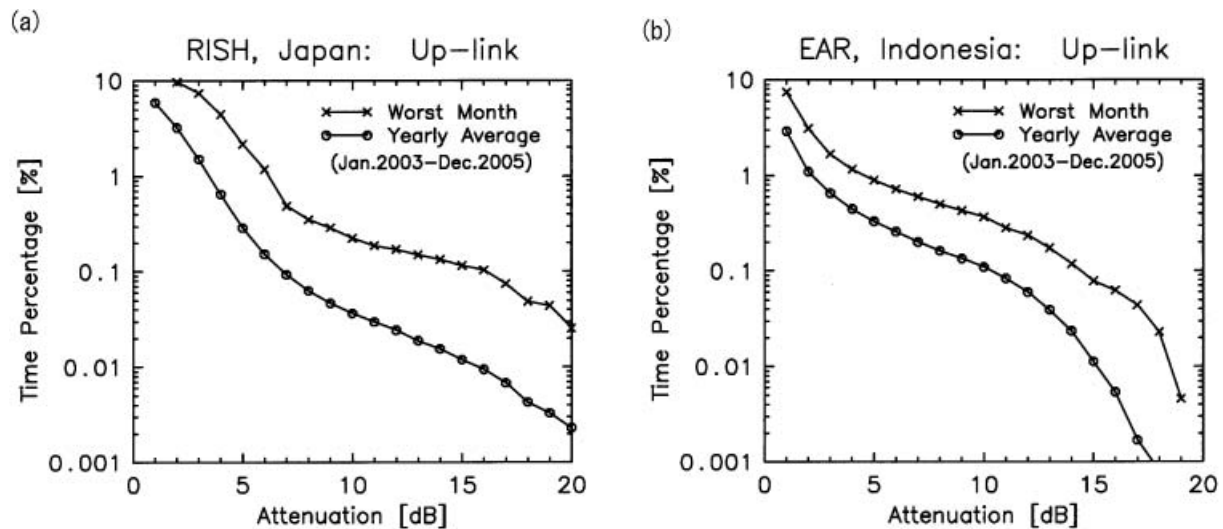 (a)
RISH, Japan: Up-link
10
1
0.1
0.01
0.001
Time Percentage [%]
Worst Month
Yearly Average
(Jan.2003-Dec.2005)
0 5 10 15 20
Attenuation [dB]
(b)
EAR, Indonesia: Up-link
10
1
0.1
0.01
0.001
Time Percentage [%]
Worst Month
Yearly Average
(Jan.2003-Dec.2005)
0 5 10 15 20
Attenuation [dB]